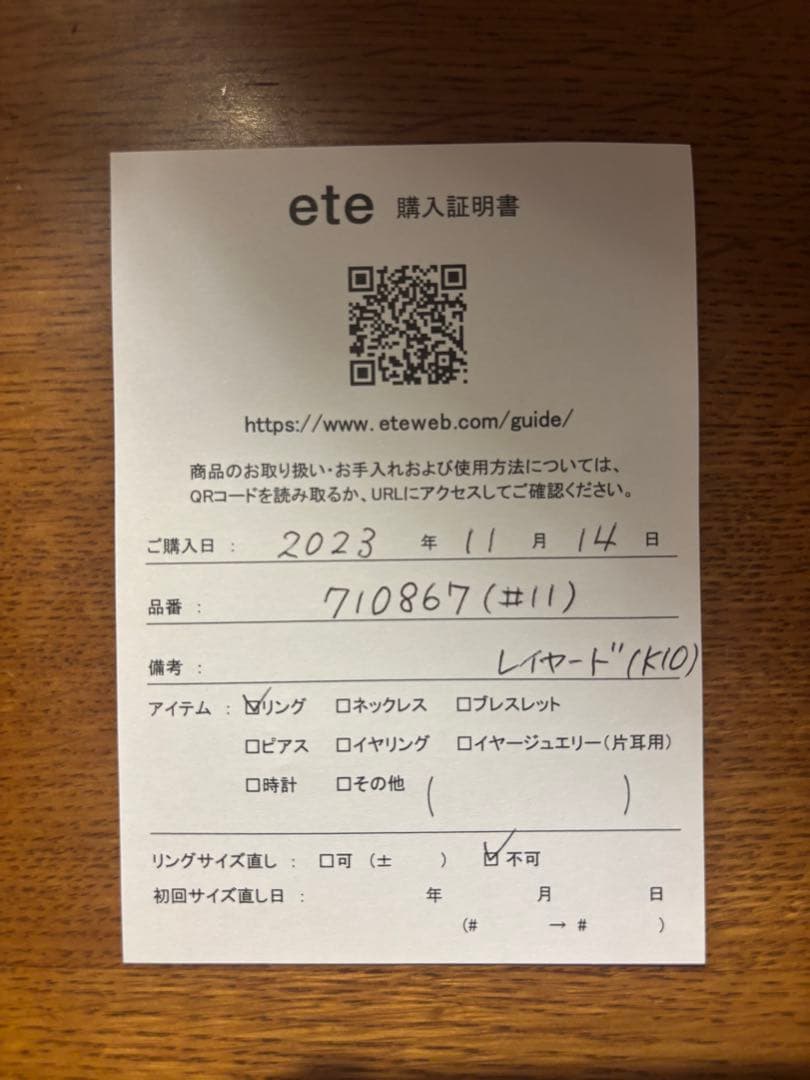 ete 購入証明書
https://www.eteweb.com/guide/
商品のお取り扱い・お手入れおよび使用方法については、
QRコードを読み取るか、URLにアクセスしてご確認ください。
ご購入日 : 2023 年 11 月 14 日
品番 : 710867(#11)
備考 : レイヤード(K10)
アイテム : ☑リング □ネックレス □ブレスレット
□ピアス □イヤリング □イヤージュエリー(片耳用)
□時計 □その他 ( )
リングサイズ直し : □可 (± ) ☑不可
初回サイズ直し日 : 年 月 日
(# → # )